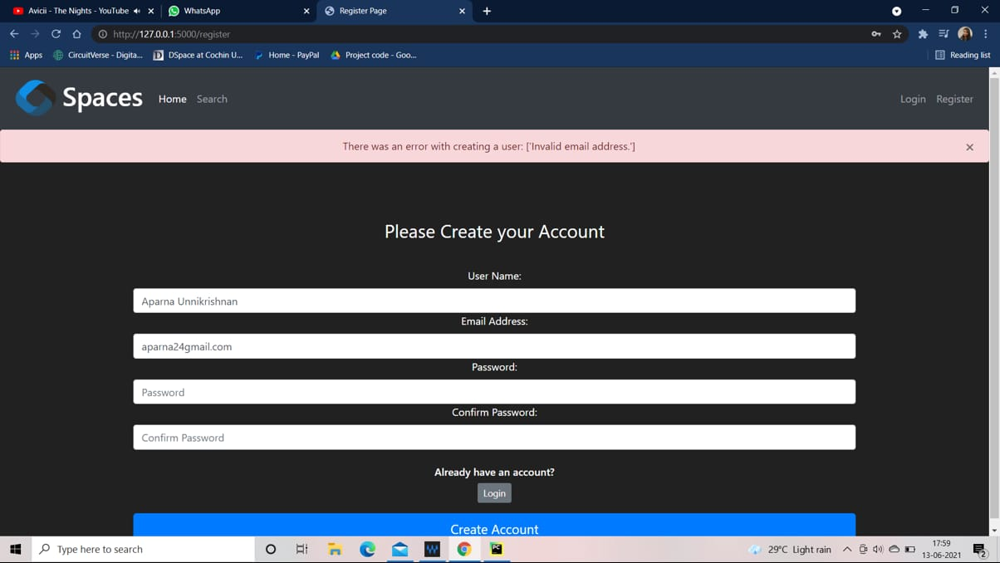 Avicii - The Nights - YouTube
WhatsApp
Register Page
http://127.0.0.1:5000/register
Apps
CircuitVerse - Digita...
DSpace at Cochin U...
Home - PayPal
Project code - Goo...
Reading list
Spaces
Home
Search
Login
Register
There was an error with creating a user: ['Invalid email address.']
Please Create your Account
User Name:
Aparna Unnikrishnan
Email Address:
aparna24gmail.com
Password:
Password
Confirm Password:
Confirm Password
Already have an account?
Login
Create Account
Type here to search
PC
29°C Light rain
17:59
13-06-2021
2